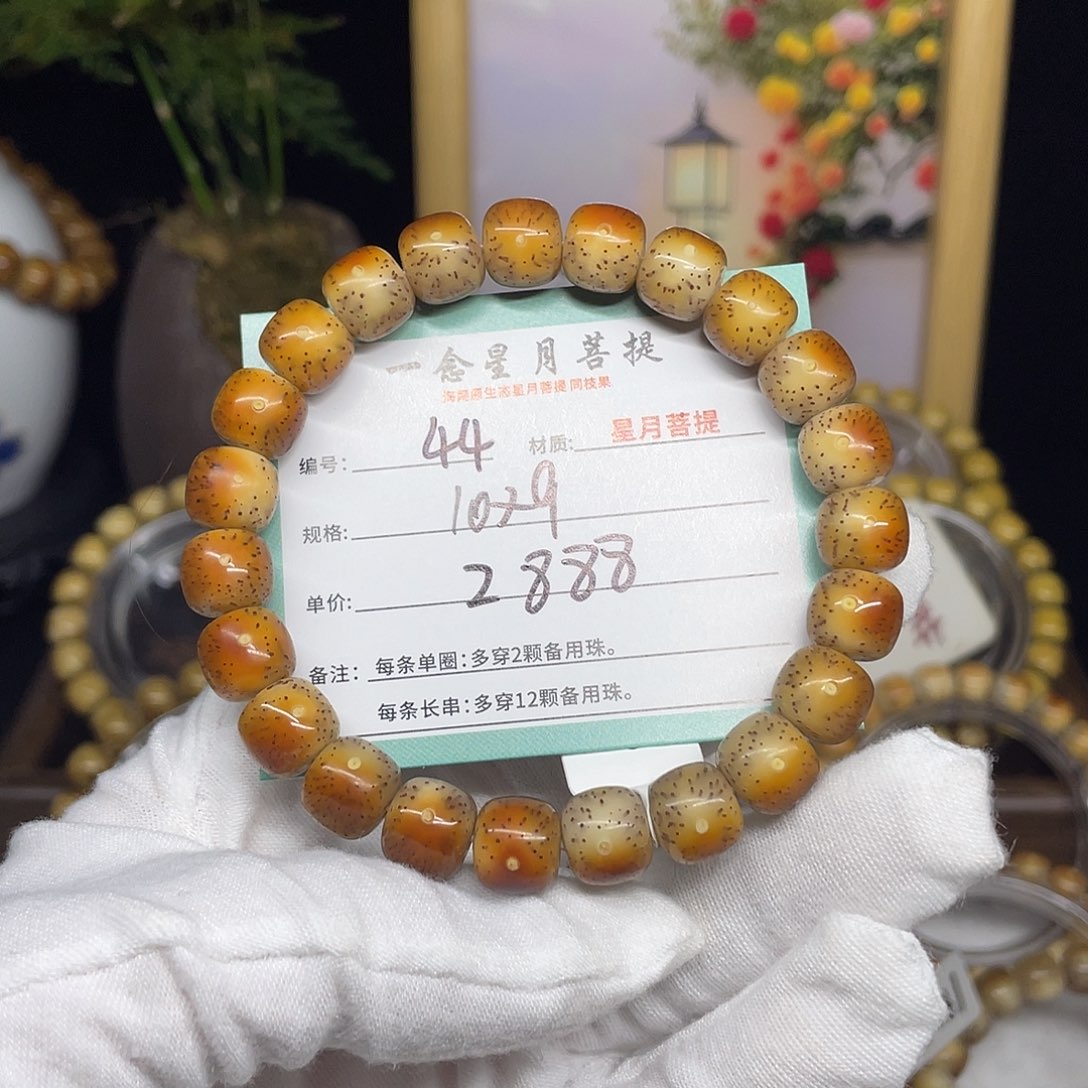 一念星月菩提
海南原生态星月菩提同枝果
编号: 44 材质: 星月菩提
规格: 10x9
单价: 2888
备注: 每条单圈:多穿2颗备用珠。
每条长串:多穿12颗备用珠。